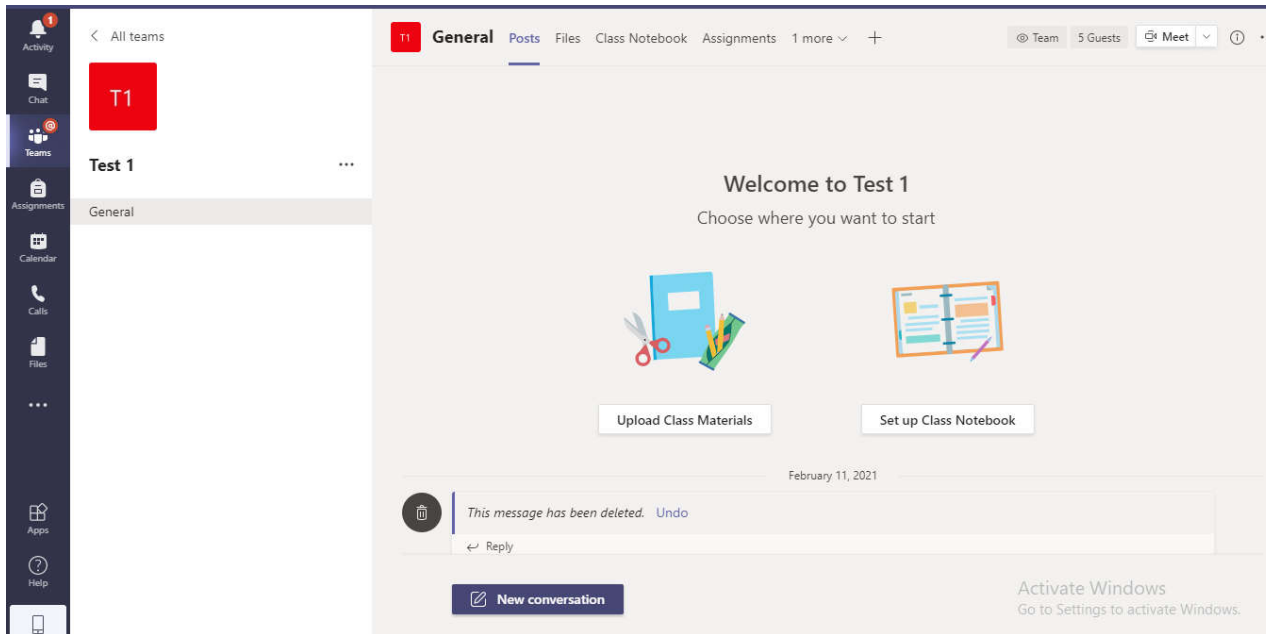 1
Activity
Chat
@
Teams
Assignments
Calendar
Calls
Files
Apps
Help
All teams
T1
Test 1
General
T1 General Posts Files Class Notebook Assignments 1 more Team 5 Guests Meet
Welcome to Test 1
Choose where you want to start
Upload Class Materials Set up Class Notebook
February 11, 2021
This message has been deleted. Undo
Reply
New conversation
Activate Windows
Go to Settings to activate Windows.